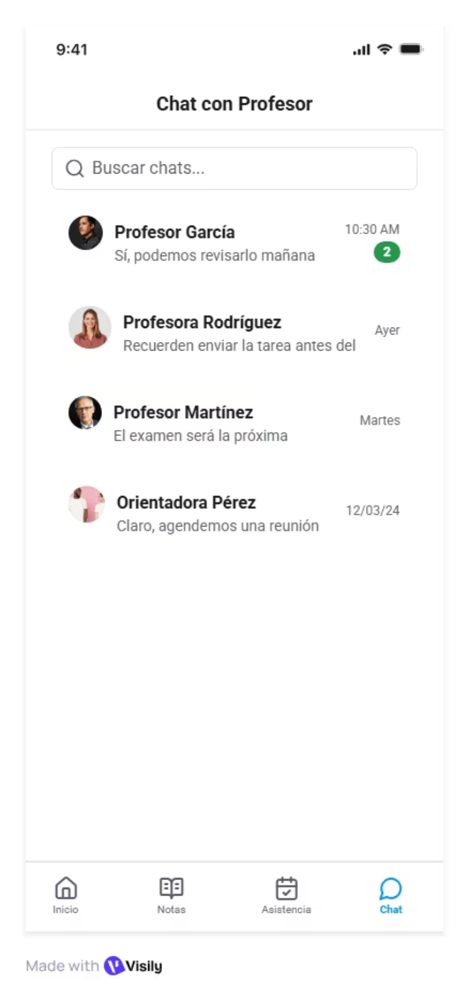 9:41
Chat con Profesor
Buscar chats...
Profesor García
10:30 AM
Sí, podemos revisarlo mañana
2
Profesora Rodríguez
Ayer
Recuerden enviar la tarea antes del
Profesor Martínez
Martes
El examen será la próxima
Orientadora Pérez
12/03/24
Claro, agendemos una reunión
Inicio
Notas
Asistencia
Chat
Made with Visily